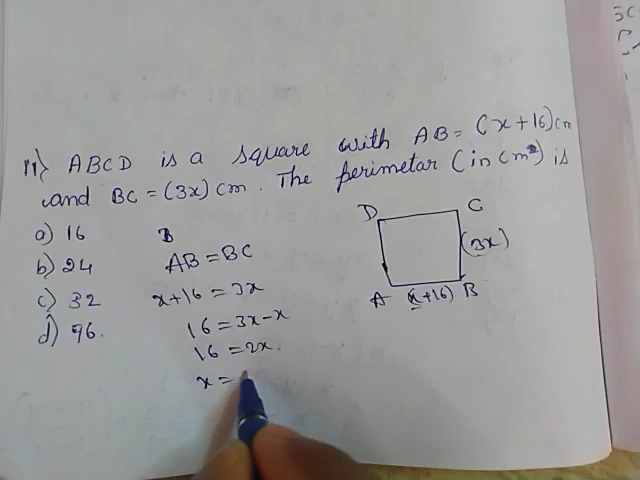 11) ABCD is a square with AB = (x+16) cm
and BC = (3x) cm. The perimetar (in cm²) is
a) 16
b) 24
c) 32
d) 96.
B
AB = BC
x+16 = 3x
16 = 3x-x
16 = 2x.
x =
D C
(3x)
A (x+16) B